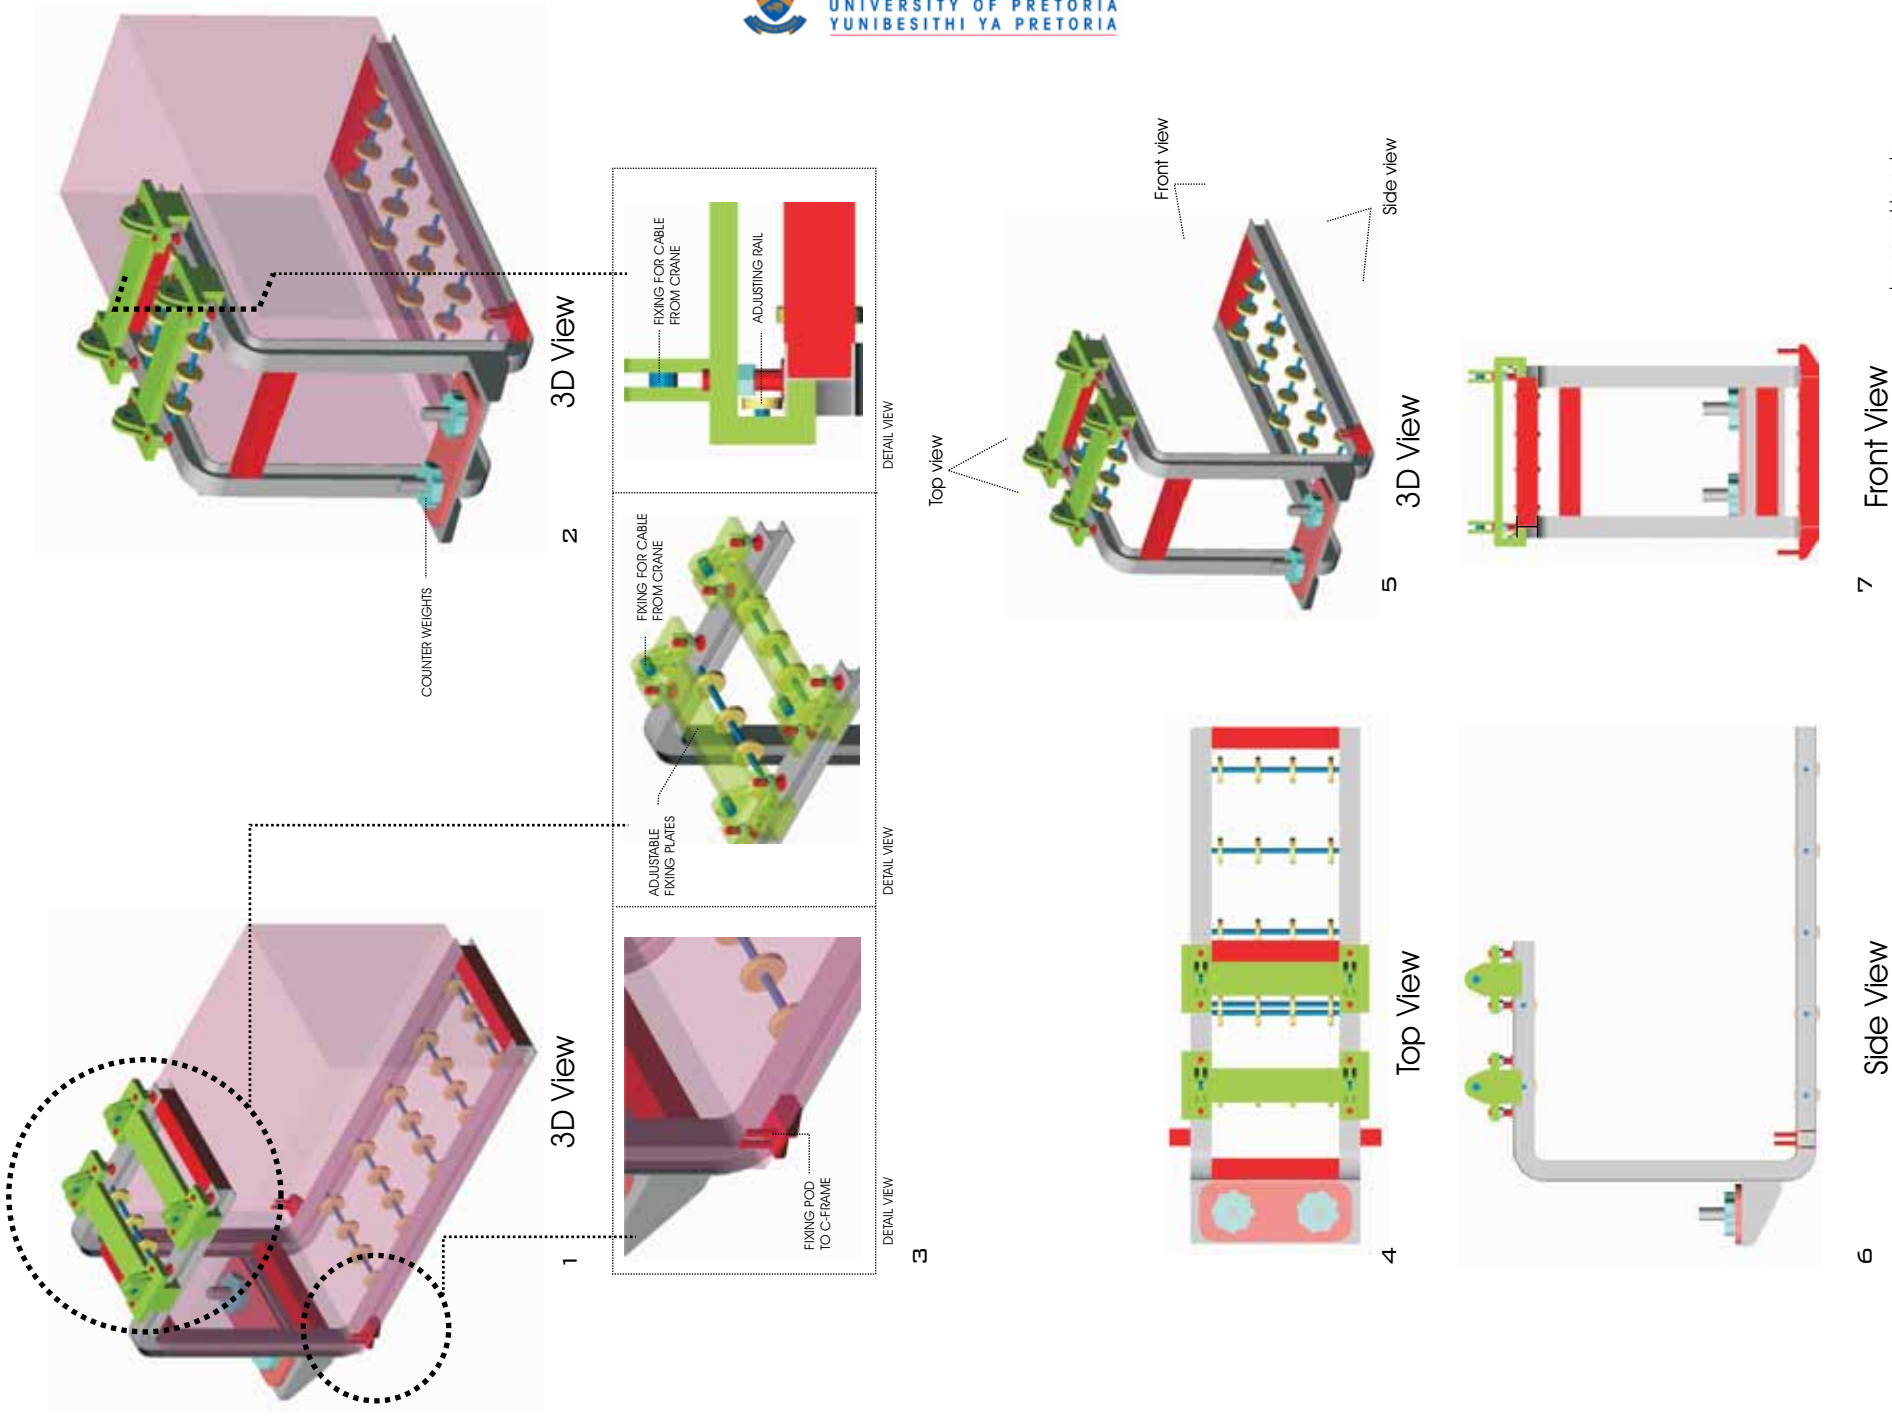 UNIVERSITY OF PRETORIA
YUNIBESITHI YA PRETORIA
3D View
1
COUNTER WEIGHTS
3D View
2
FIXING POD
TO C-FRAME
DETAIL VIEW
ADJUSTABLE
FIXING PLATES
FIXING FOR CABLE
FROM CRANE
DETAIL VIEW
FIXING FOR CABLE
FROM CRANE
ADJUSTING RAIL
DETAIL VIEW
3
Top View
4
Top view
Front view
Side view
3D View
5
Side View
6
Front View
7